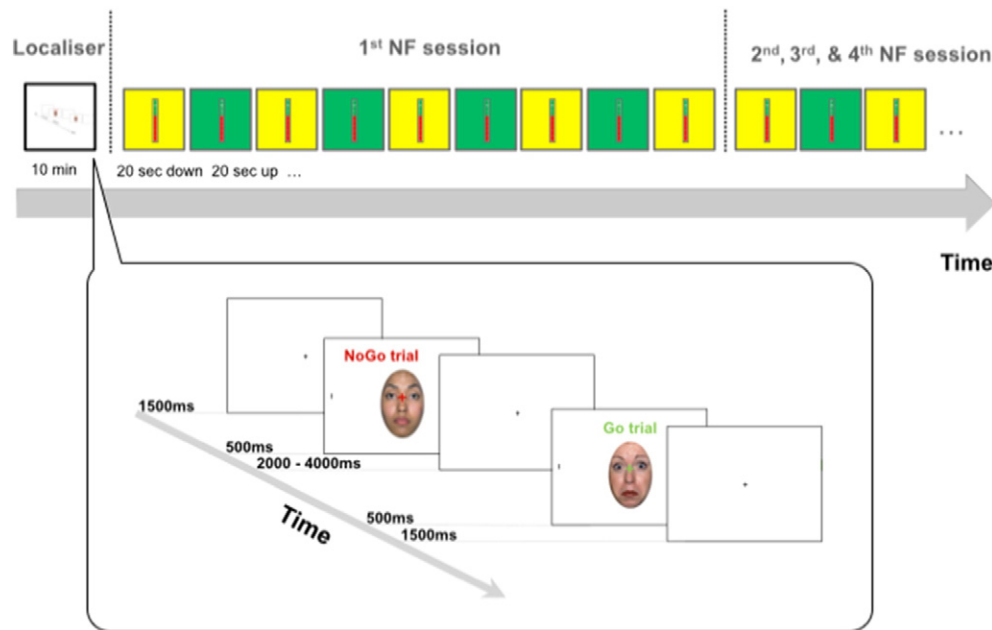 Localiser
1st NF session
2nd, 3rd, & 4th NF session
10 min
20 sec down 20 sec up ...
...
Time
NoGo trial
1500ms
Go trial
500ms
2000 - 4000ms
Time
500ms
1500ms